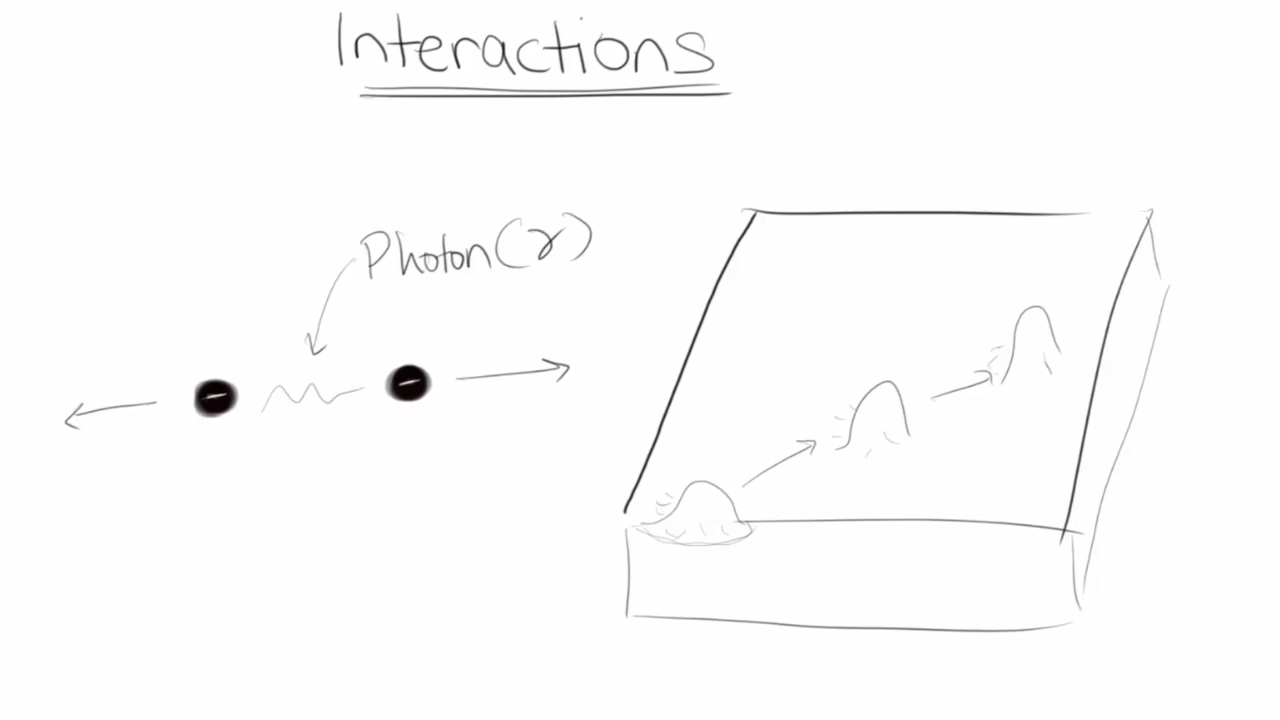 Interactions
Photon(γ)
-
-